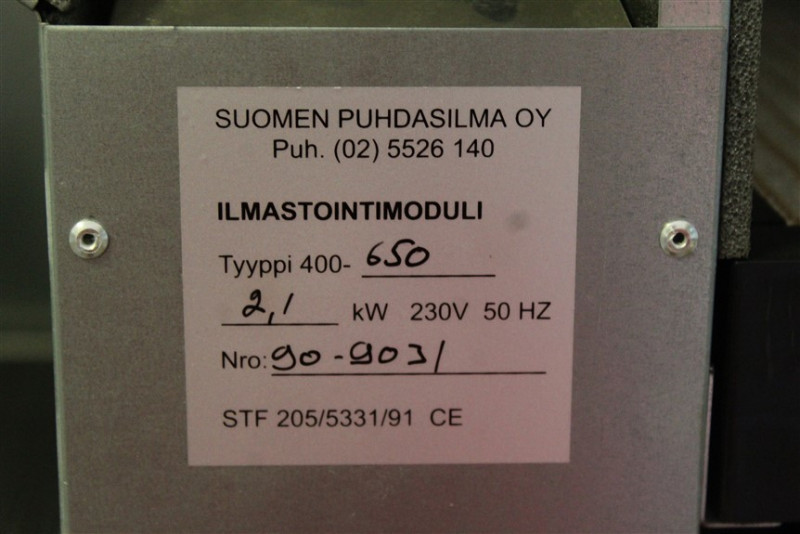 SUOMEN PUHDASILMA OY
Puh. (02) 5526 140
ILMASTOINTIMODULI
Tyyppi 400- 650
2,1 kW 230V 50 HZ
Nro: 90-9031
STF 205/5331/91 CE